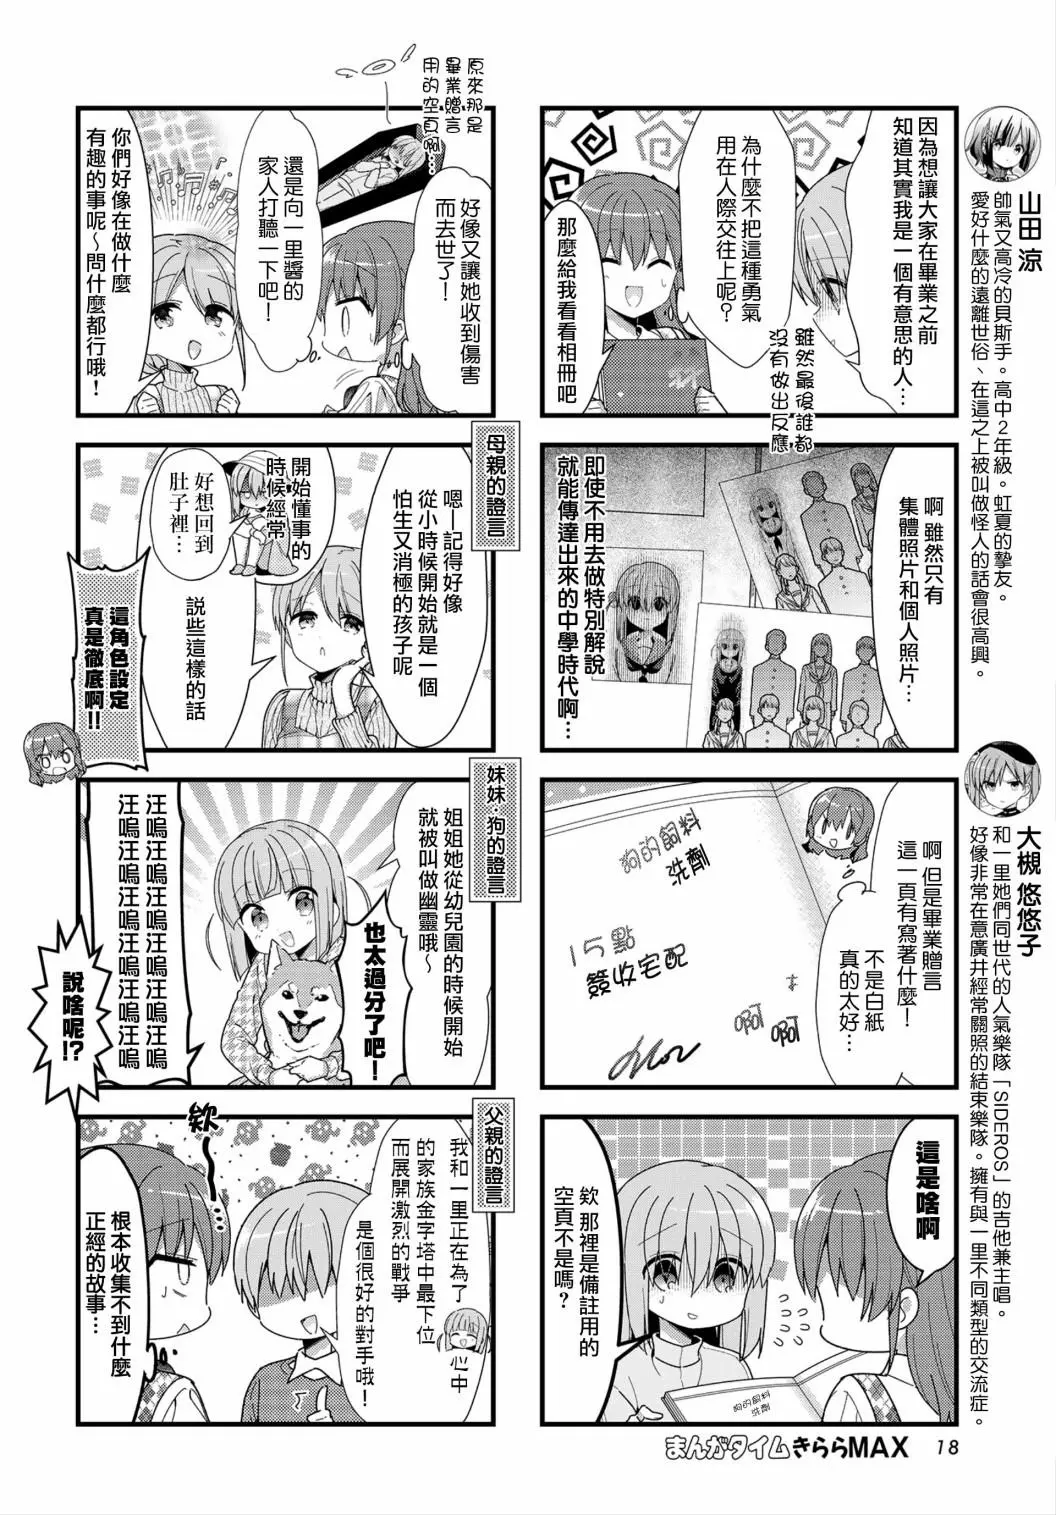 山田 涼
帥氣又高冷的貝斯手。高中2年級。虹夏的摯友。
愛好什麼的遠離世俗、在這之上被叫做怪人的話會很高興。
大槻 悠悠子
和一里她們同世代的人氣樂隊「SIDEROS」的吉他兼主唱。
好像非常在意廣井經常關照的結束樂隊。擁有與一里不同類型的交流症。
因為想讓大家在畢業之前
知道其實我是一個有意思的人…
為什麼不把這種勇氣
用在人際交往上呢？
那麼給我看看相冊吧
雖然最後誰都
沒有做出反應
啊 雖然只有
集體照片和個人照片…
即使不用去做特別解說
就能傳達出來的中學時代啊…
啊 但是畢業贈言
這一頁有寫著什麼！
不是白紙
真的太好…
狗的飼料
洗劑
15點
簽收宅配
啊
啊
這是啥啊
欸 那裡是備註用的
空頁不是嗎？
狗的飼料
洗劑
原來那是
畢業贈言
用的空頁啊…
好像又讓她收到傷害
而去世了！
還是向一里醬的
家人打聽一下吧！
你們好像在做什麼
有趣的事呢～問什麼都行哦！
母親的證言
嗯—記得好像
從小時候開始就是一個
怕生又消極的孩子呢
開始懂事的
時候經常
好想回到
肚子裡…
説些這樣的話
這角色設定
真是徹底啊!!
妹妹·狗的證言
姐姐她從幼兒園的時候開始
就被叫做幽靈哦～
也太過分了吧！
汪嗚汪嗚汪嗚汪嗚汪嗚汪嗚
汪嗚汪嗚汪嗚汪嗚汪嗚汪嗚
說啥呢!?
父親的證言
我和一里正在為了
心中
的家族金字塔中最下位
而展開激烈的戰爭
是個很好的對手哦！
欸…
根本收集不到什麼
正經的故事…
まんがタイムきららMAX 18